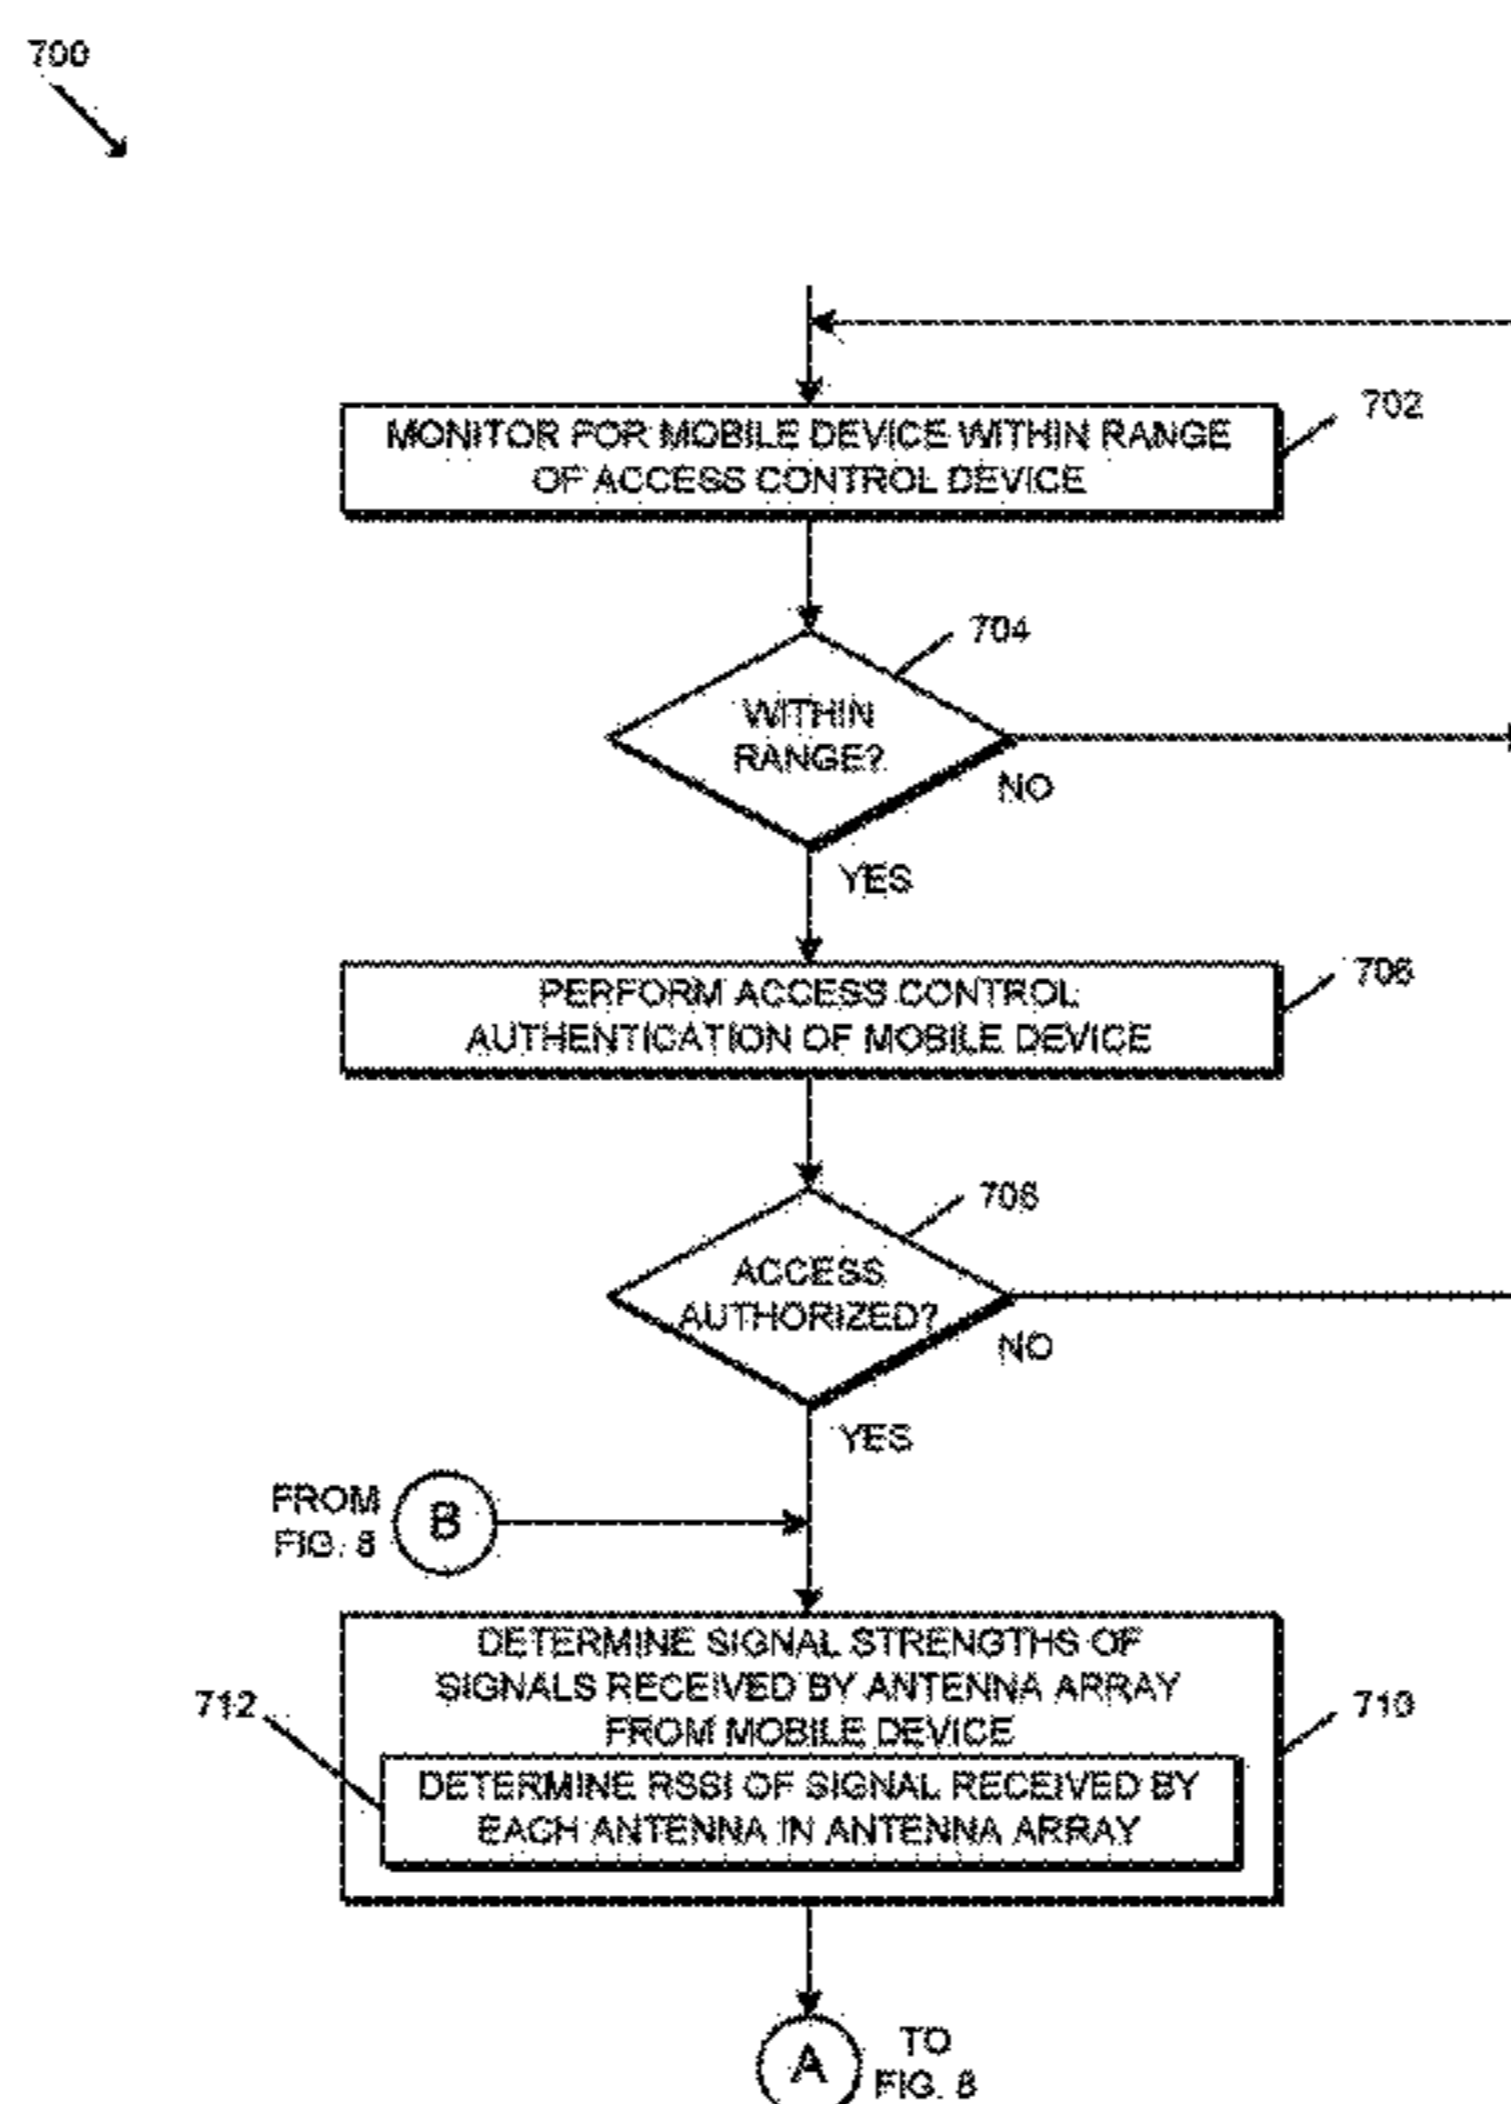 700
MONITOR FOR MOBILE DEVICE WITHIN RANGE
OF ACCESS CONTROL DEVICE
702
704
WITHIN
RANGE?
NO
YES
706
PERFORM ACCESS CONTROL
AUTHENTICATION OF MOBILE DEVICE
708
ACCESS
AUTHORIZED?
NO
YES
FROM
FIG. 8
B
DETERMINE SIGNAL STRENGTHS OF
SIGNALS RECEIVED BY ANTENNA ARRAY
FROM MOBILE DEVICE
712
710
DETERMINE RSSI OF SIGNAL RECEIVED BY
EACH ANTENNA IN ANTENNA ARRAY
A
TO
FIG. 8